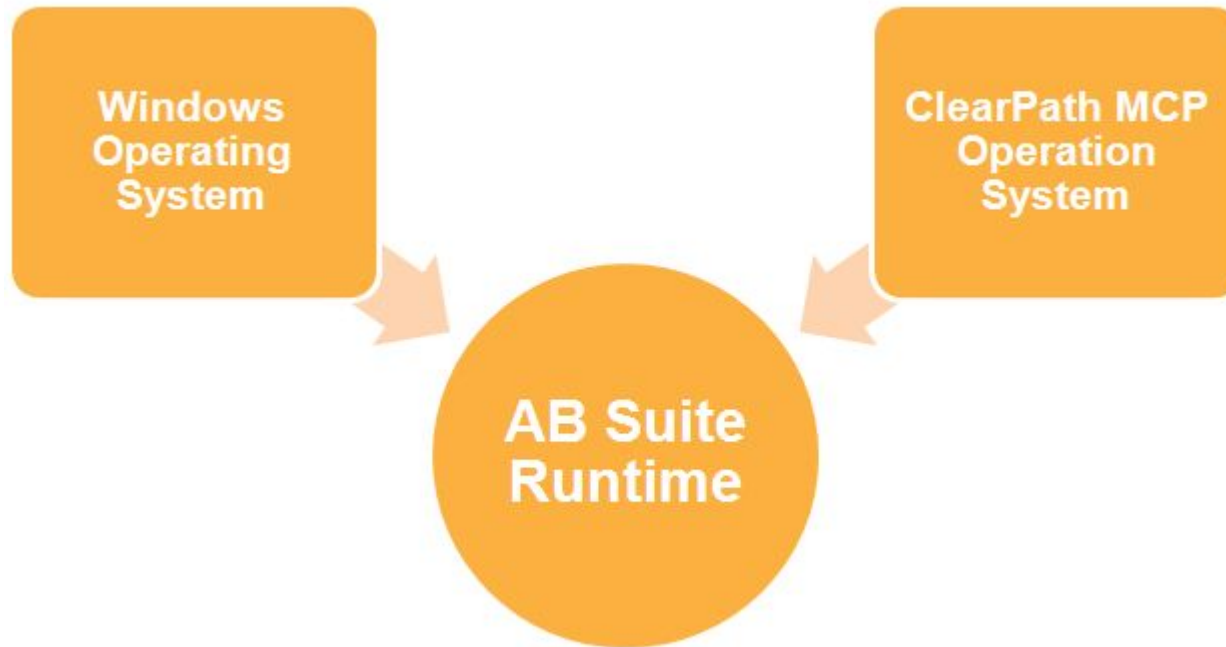 Windows
Operating
System
ClearPath MCP
Operation
System
AB Suite
Runtime